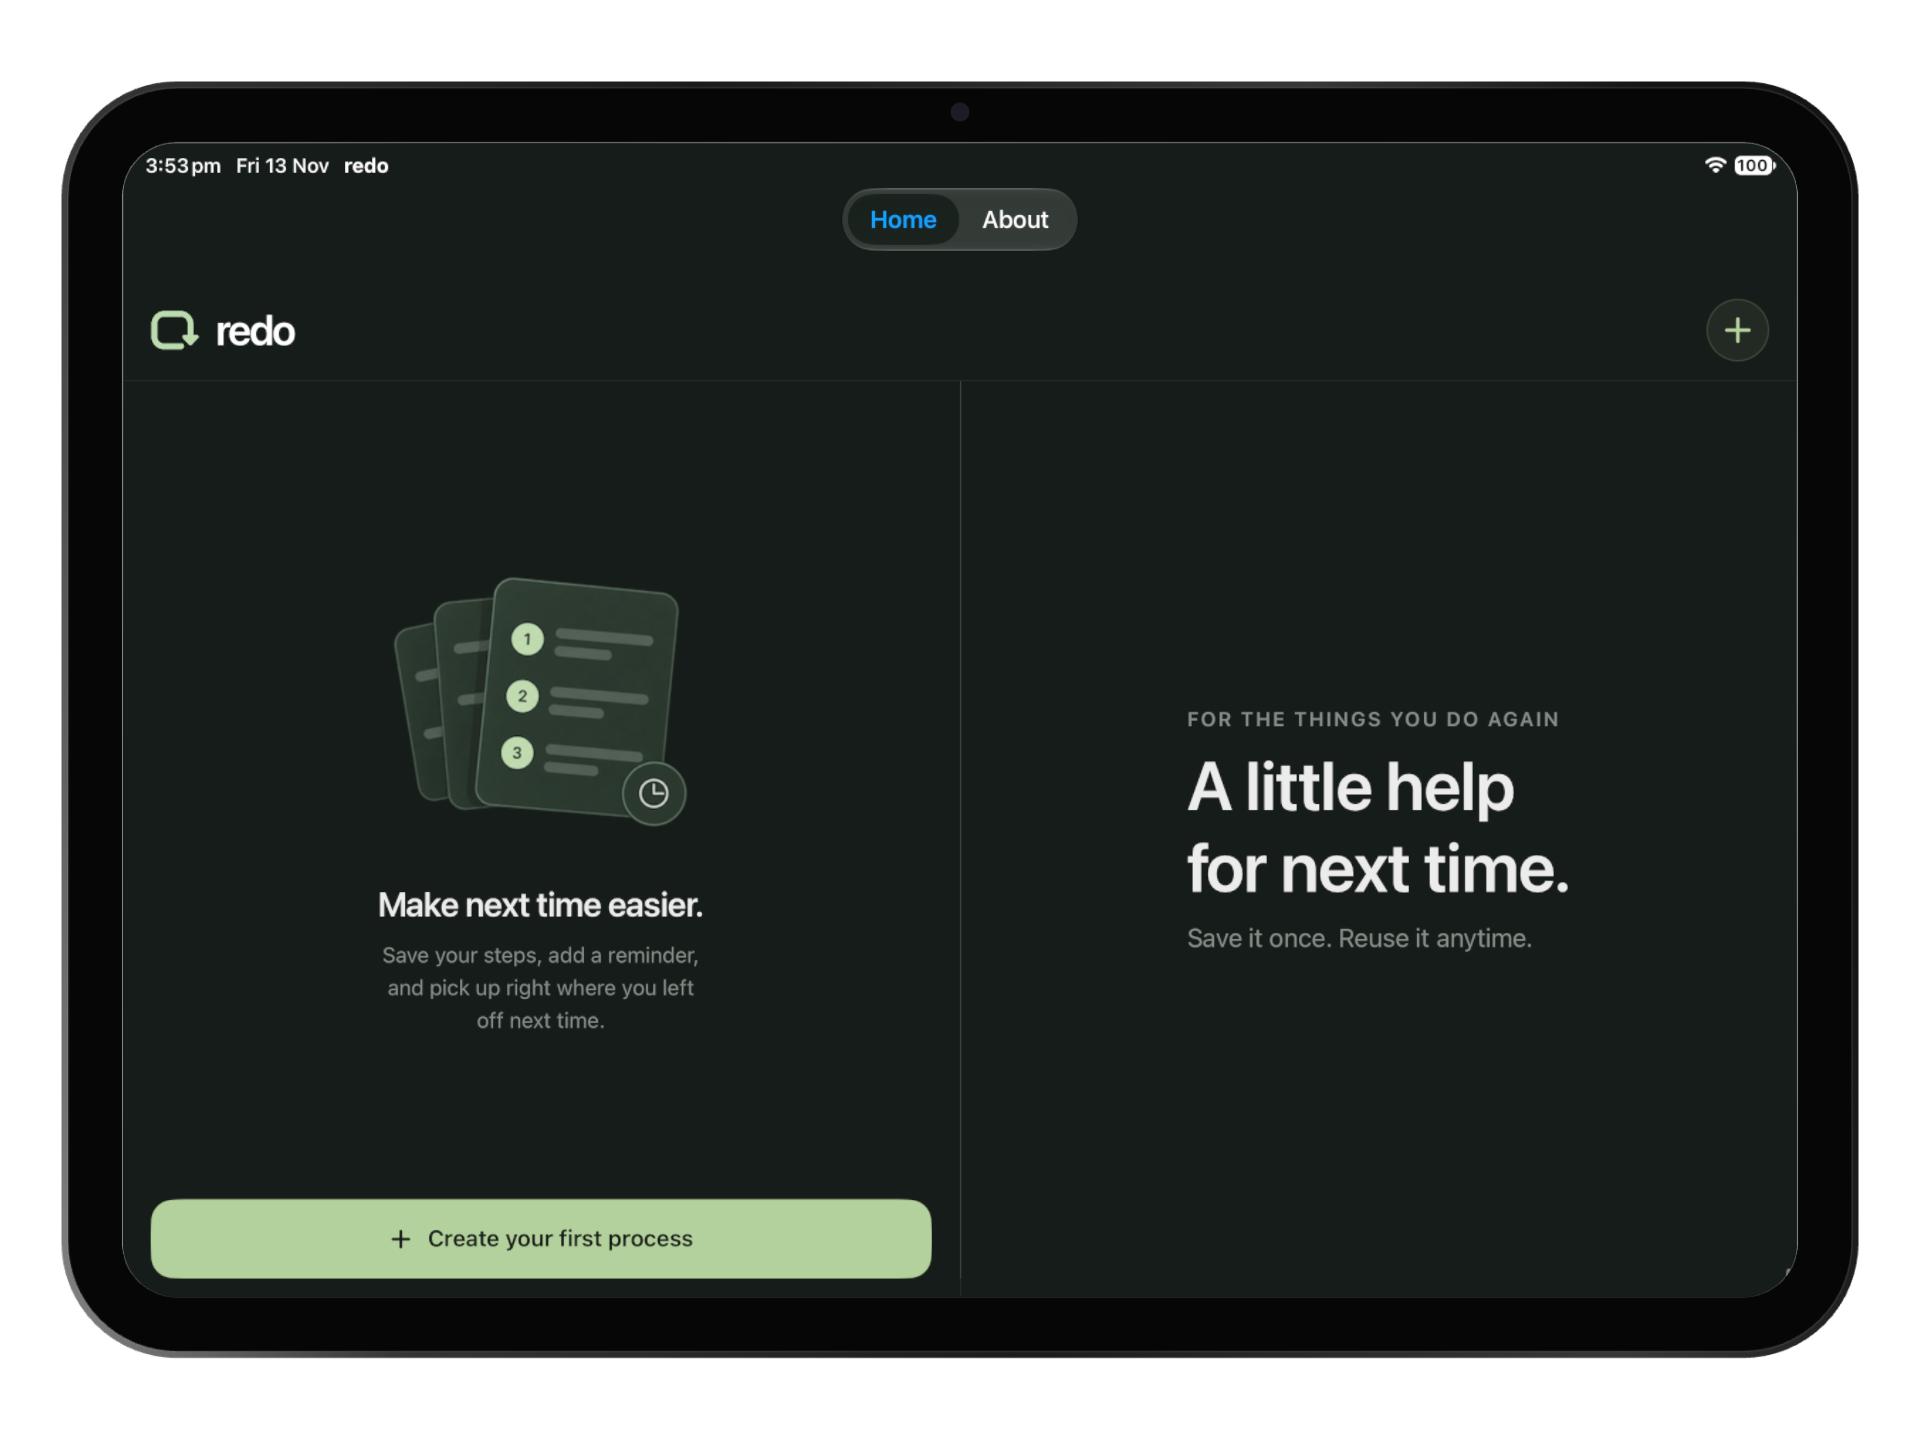 3:53 pm Fri 13 Nov redo
100
Home About
redo
1
2
3
Make next time easier.
Save your steps, add a reminder,
and pick up right where you left
off next time.
+ Create your first process
FOR THE THINGS YOU DO AGAIN
A little help
for next time.
Save it once. Reuse it anytime.